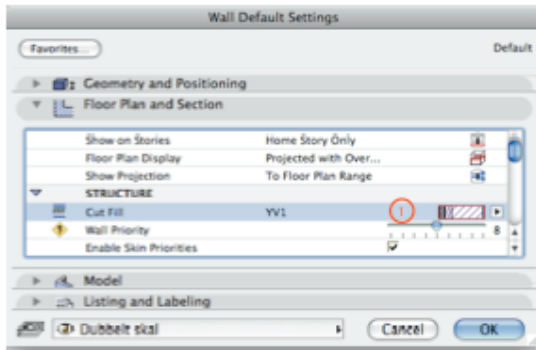 Wall Default Settings
Favorites...
Default
Geometry and Positioning
Floor Plan and Section
Show on Stories Home Story Only
Floor Plan Display Projected with Over...
Show Projection To Floor Plan Range
STRUCTURE
Cut Fill YV1 1
Wall Priority 8
Enable Skin Priorities
Model
Listing and Labeling
Dubbelt skal Cancel OK